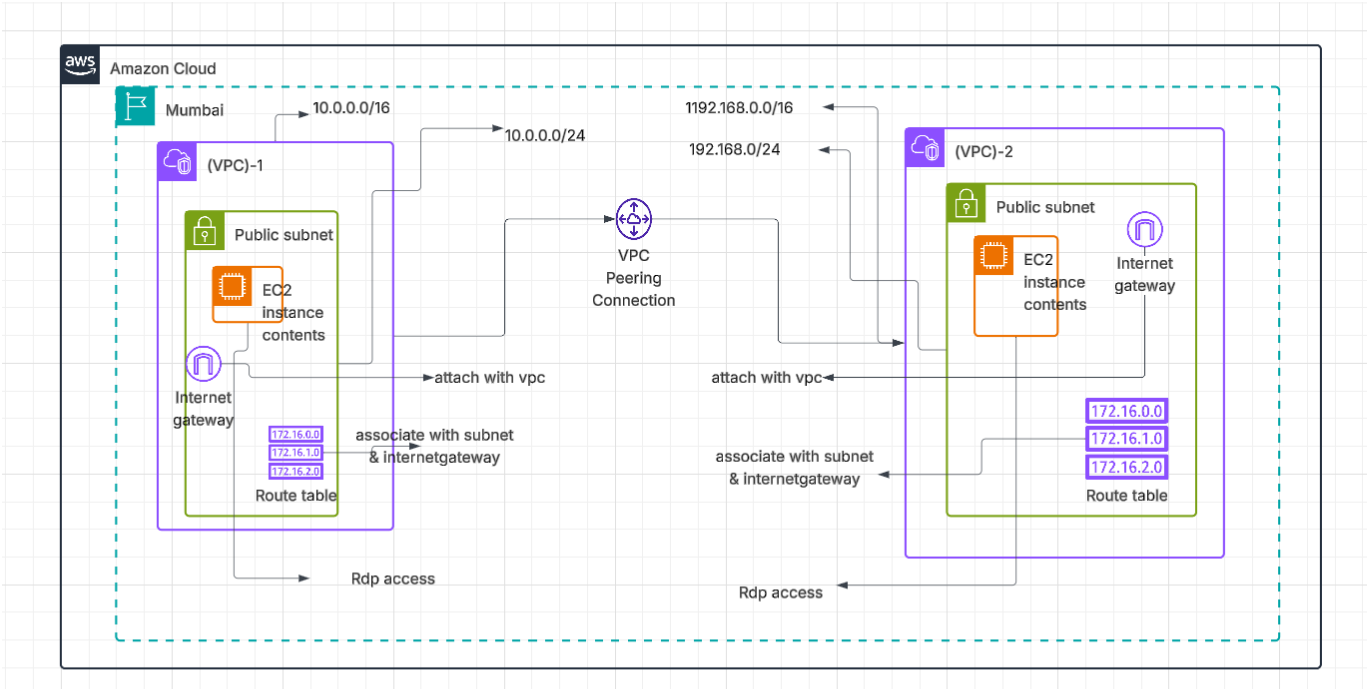 aws
Amazon Cloud
Mumbai
10.0.0.0/16
10.0.0.0/24
1192.168.0.0/16
192.168.0/24
(VPC)-1
Public subnet
EC2
instance
contents
Internet
gateway
172.16.0.0
172.16.1.0
172.16.2.0
Route table
attach with vpc
associate with subnet
& internetgateway
Rdp access
VPC
Peering
Connection
(VPC)-2
Public subnet
EC2
instance
contents
Internet
gateway
attach with vpc
172.16.0.0
172.16.1.0
172.16.2.0
Route table
associate with subnet
& internetgateway
Rdp access